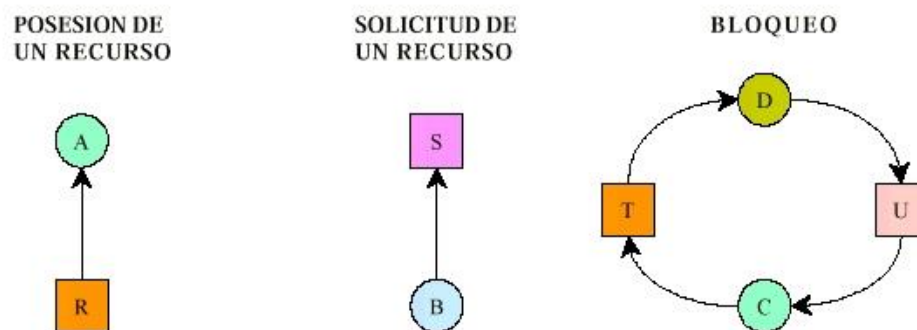 POSESION DE
UN RECURSO
A
R
SOLICITUD DE
UN RECURSO
S
B
BLOQUEO
D
T
U
C